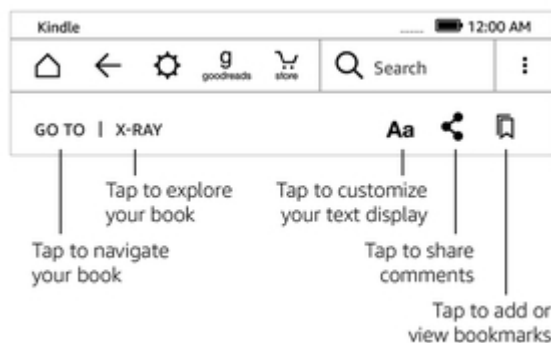 Kindle 12:00 AM
g
goodreads
store
Search
GO TO | X-RAY Aa
Tap to explore
your book
Tap to customize
your text display
Tap to navigate
your book
Tap to share
comments
Tap to add or
view bookmarks